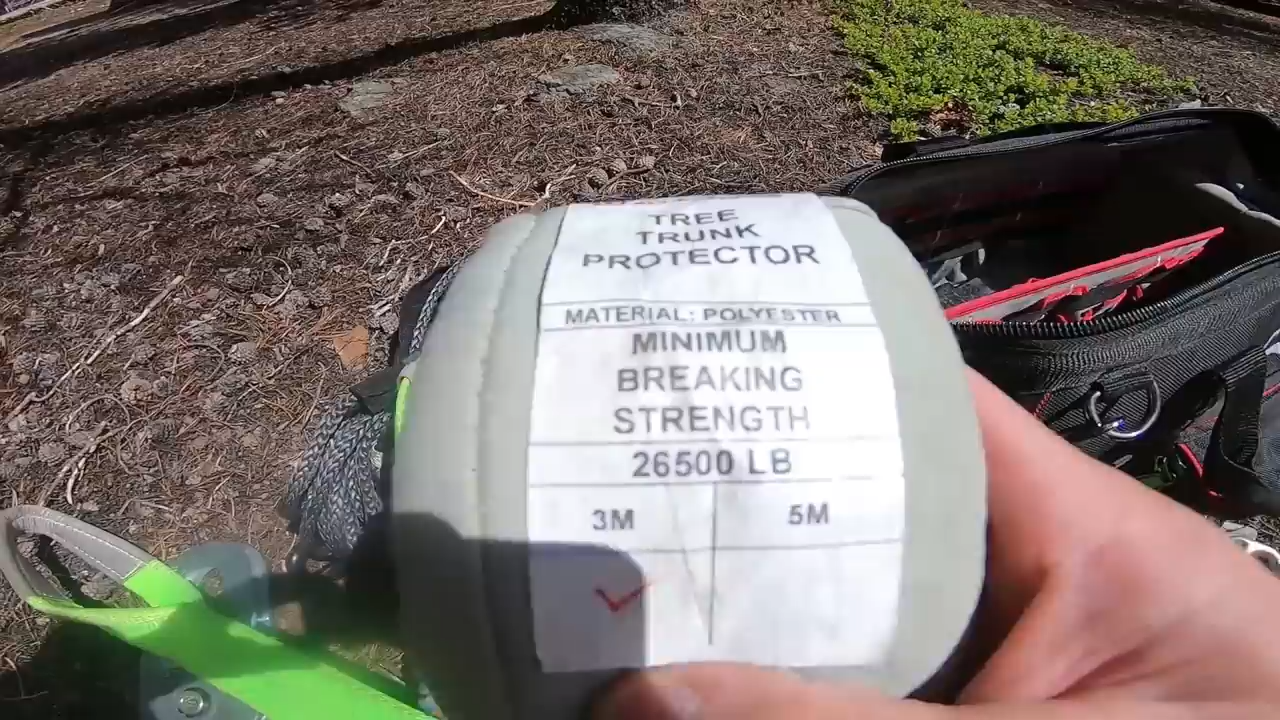 TREE
TRUNK
PROTECTOR
MATERIAL: POLYESTER
MINIMUM
BREAKING
STRENGTH
26500 LB
3M 5M